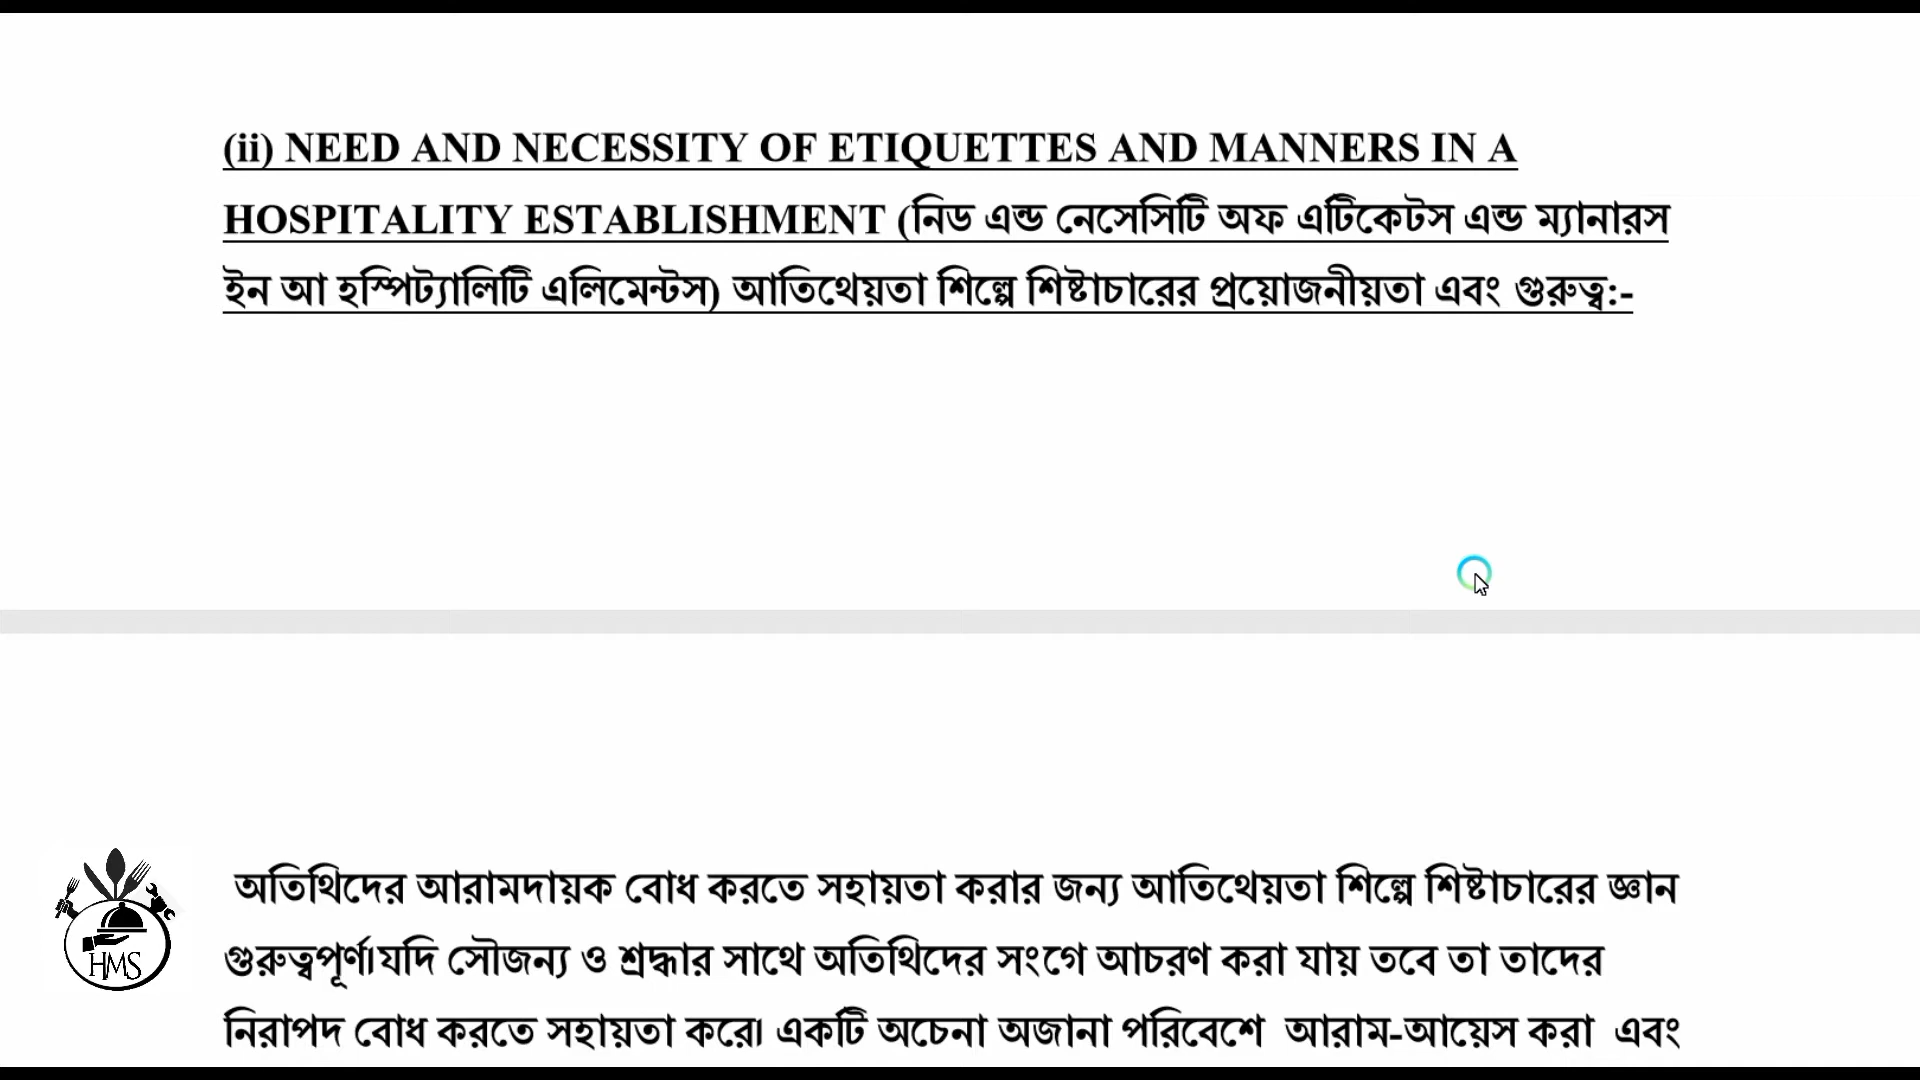 (ii) NEED AND NECESSITY OF ETIQUETTES AND MANNERS IN A
HOSPITALITY ESTABLISHMENT (নিড এন্ড নেসেসিটি অফ এটিকেটস এন্ড ম্যানারস
ইন আ হস্পিট্যালিটি এলিমেন্টস) আতিথেয়তা শিল্পে শিষ্টাচারের প্রয়োজনীয়তা এবং গুরুত্ব:-
অতিথিদের আরামদায়ক বোধ করতে সহায়তা করার জন্য আতিথেয়তা শিল্পে শিষ্টাচারের জ্ঞান
গুরুত্বপূর্ণ।যদি সৌজন্য ও শ্রদ্ধার সাথে অতিথিদের সংগে আচরণ করা যায় তবে তা তাদের
নিরাপদ বোধ করতে সহায়তা করে। একটি অচেনা অজানা পরিবেশে আরাম-আয়েস করা এবং
HMS